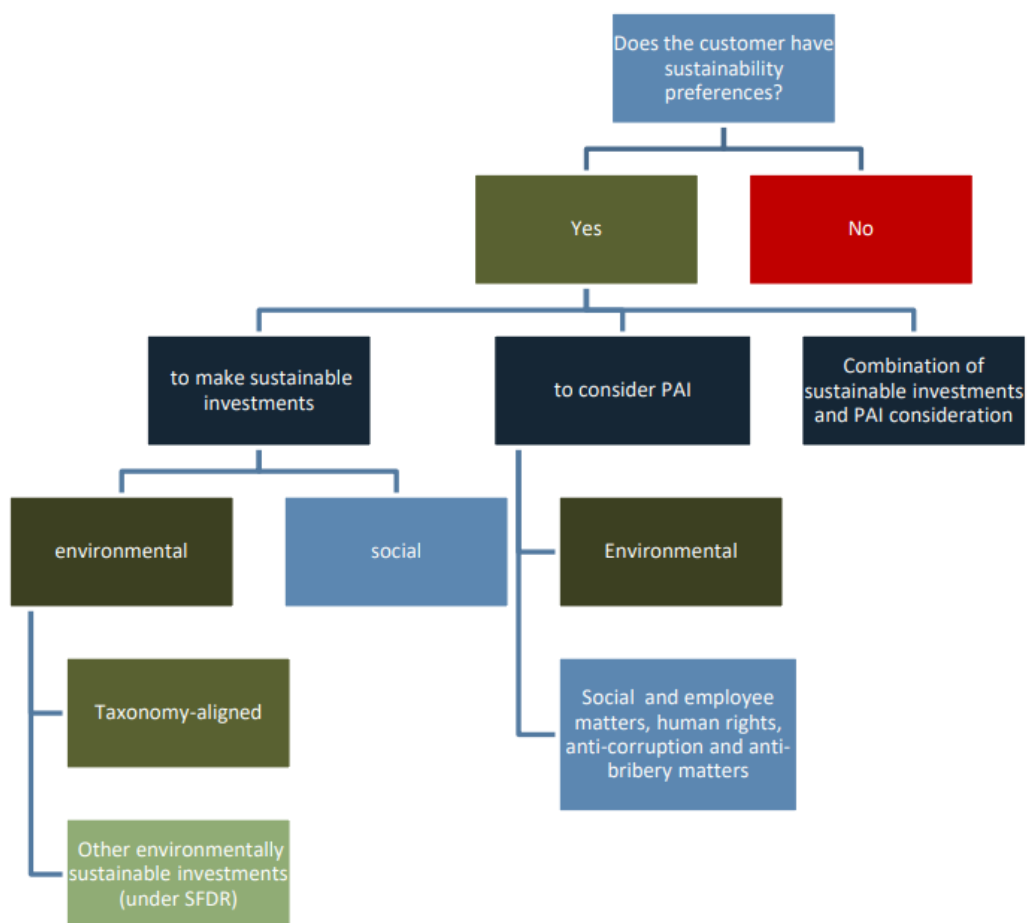 Does the customer have
sustainability
preferences?
Yes
No
to make sustainable
investments
to consider PAI
Combination of
sustainable investments
and PAI consideration
environmental
social
Environmental
Taxonomy-aligned
Social and employee
matters, human rights,
anti-corruption and anti-
bribery matters
Other environmentally
sustainable investments
(under SFDR)